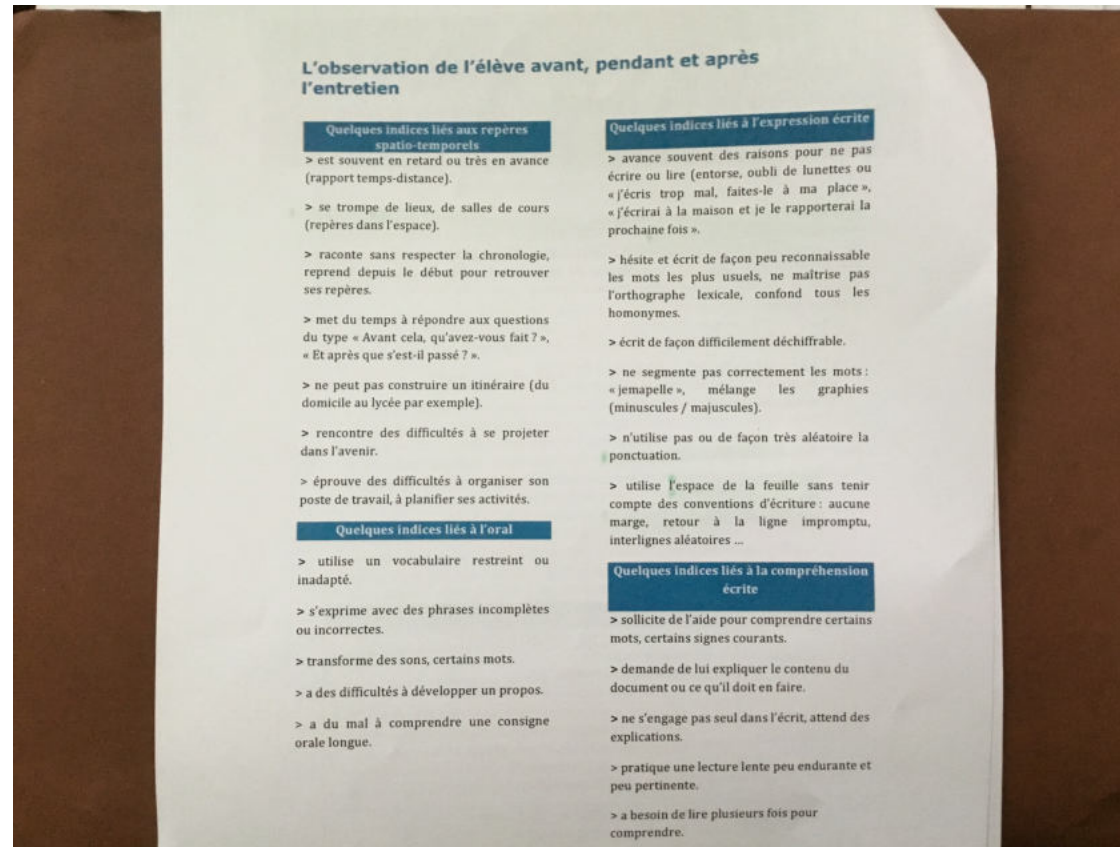 L'observation de l'élève avant, pendant et après
l'entretien
Quelques indices liés aux repères
spatio-temporels
> est souvent en retard ou très en avance
(rapport temps-distance).
> se trompe de lieux, de salles de cours
(repères dans l'espace).
> raconte sans respecter la chronologie,
reprend depuis le début pour retrouver
ses repères.
> met du temps à répondre aux questions
du type « Avant cela, qu'avez-vous fait ? »,
« Et après que s'est-il passé ? ».
> ne peut pas construire un itinéraire (du
domicile au lycée par exemple).
> rencontre des difficultés à se projeter
dans l'avenir.
> éprouve des difficultés à organiser son
poste de travail, à planifier ses activités.
Quelques indices liés à l'oral
> utilise un vocabulaire restreint ou
inadapté.
> s'exprime avec des phrases incomplètes
ou incorrectes.
> transforme des sons, certains mots.
> a des difficultés à développer un propos.
> a du mal à comprendre une consigne
orale longue.
Quelques indices liés à l'expression écrite
> avance souvent des raisons pour ne pas
écrire ou lire (entorse, oubli de lunettes ou
« j'écris trop mal, faites-le à ma place »,
« j'écrirai à la maison et je le rapporterai la
prochaine fois ».
> hésite et écrit de façon peu reconnaissable
les mots les plus usuels, ne maîtrise pas
l'orthographe lexicale, confond tous les
homonymes.
> écrit de façon difficilement déchiffrable.
> ne segmente pas correctement les mots :
« jemapelle », mélange les graphies
(minuscules / majuscules).
> n'utilise pas ou de façon très aléatoire la
ponctuation.
> utilise l'espace de la feuille sans tenir
compte des conventions d'écriture : aucune
marge, retour à la ligne impromptu,
interlignes aléatoires ...
Quelques indices liés à la compréhension
écrite
> sollicite de l'aide pour comprendre certains
mots, certains signes courants.
> demande de lui expliquer le contenu du
document ou ce qu'il doit en faire.
> ne s'engage pas seul dans l'écrit, attend des
explications.
> pratique une lecture lente peu endurante et
peu pertinente.
> a besoin de lire plusieurs fois pour
comprendre.